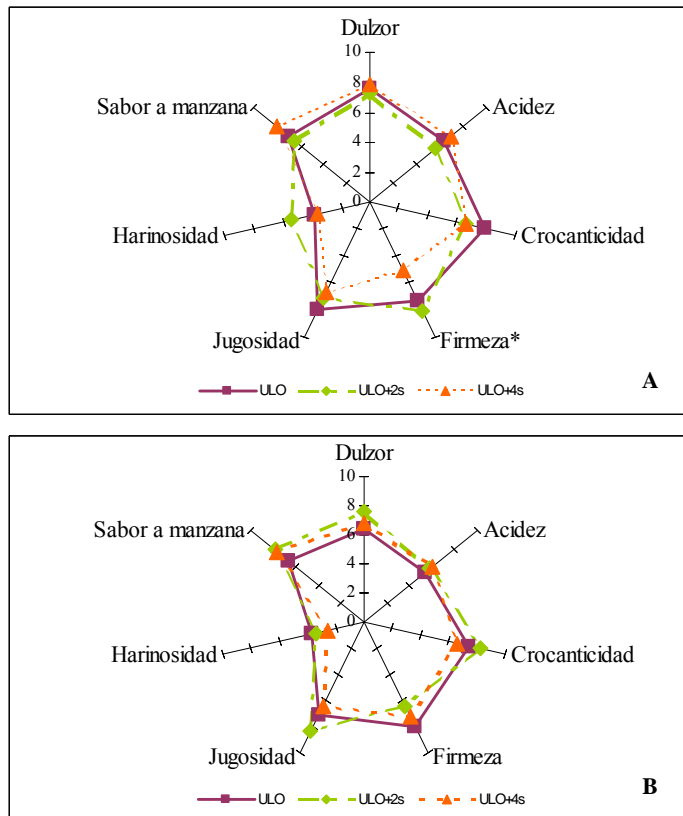 Dulzor
10
Sabor a manzana
8
Acidez
6
4
2
0
Harinosidad
Crocanticidad
Jugosidad
Firmeza*
A
ULO ULO+2s ULO+4s
Dulzor
10
Sabor a manzana
8
Acidez
6
4
2
0
Harinosidad
Crocanticidad
Jugosidad
Firmeza
ULO ULO+2s ULO+4s
B